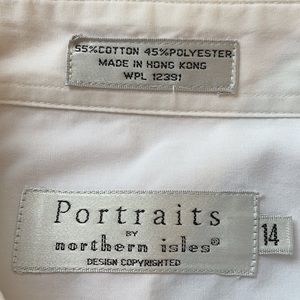 55%COTTON 45%POLYESTER
MADE IN HONG KONG
WPL 12391
Portraits
BY
northern isles®
DESIGN COPYRIGHTED
14